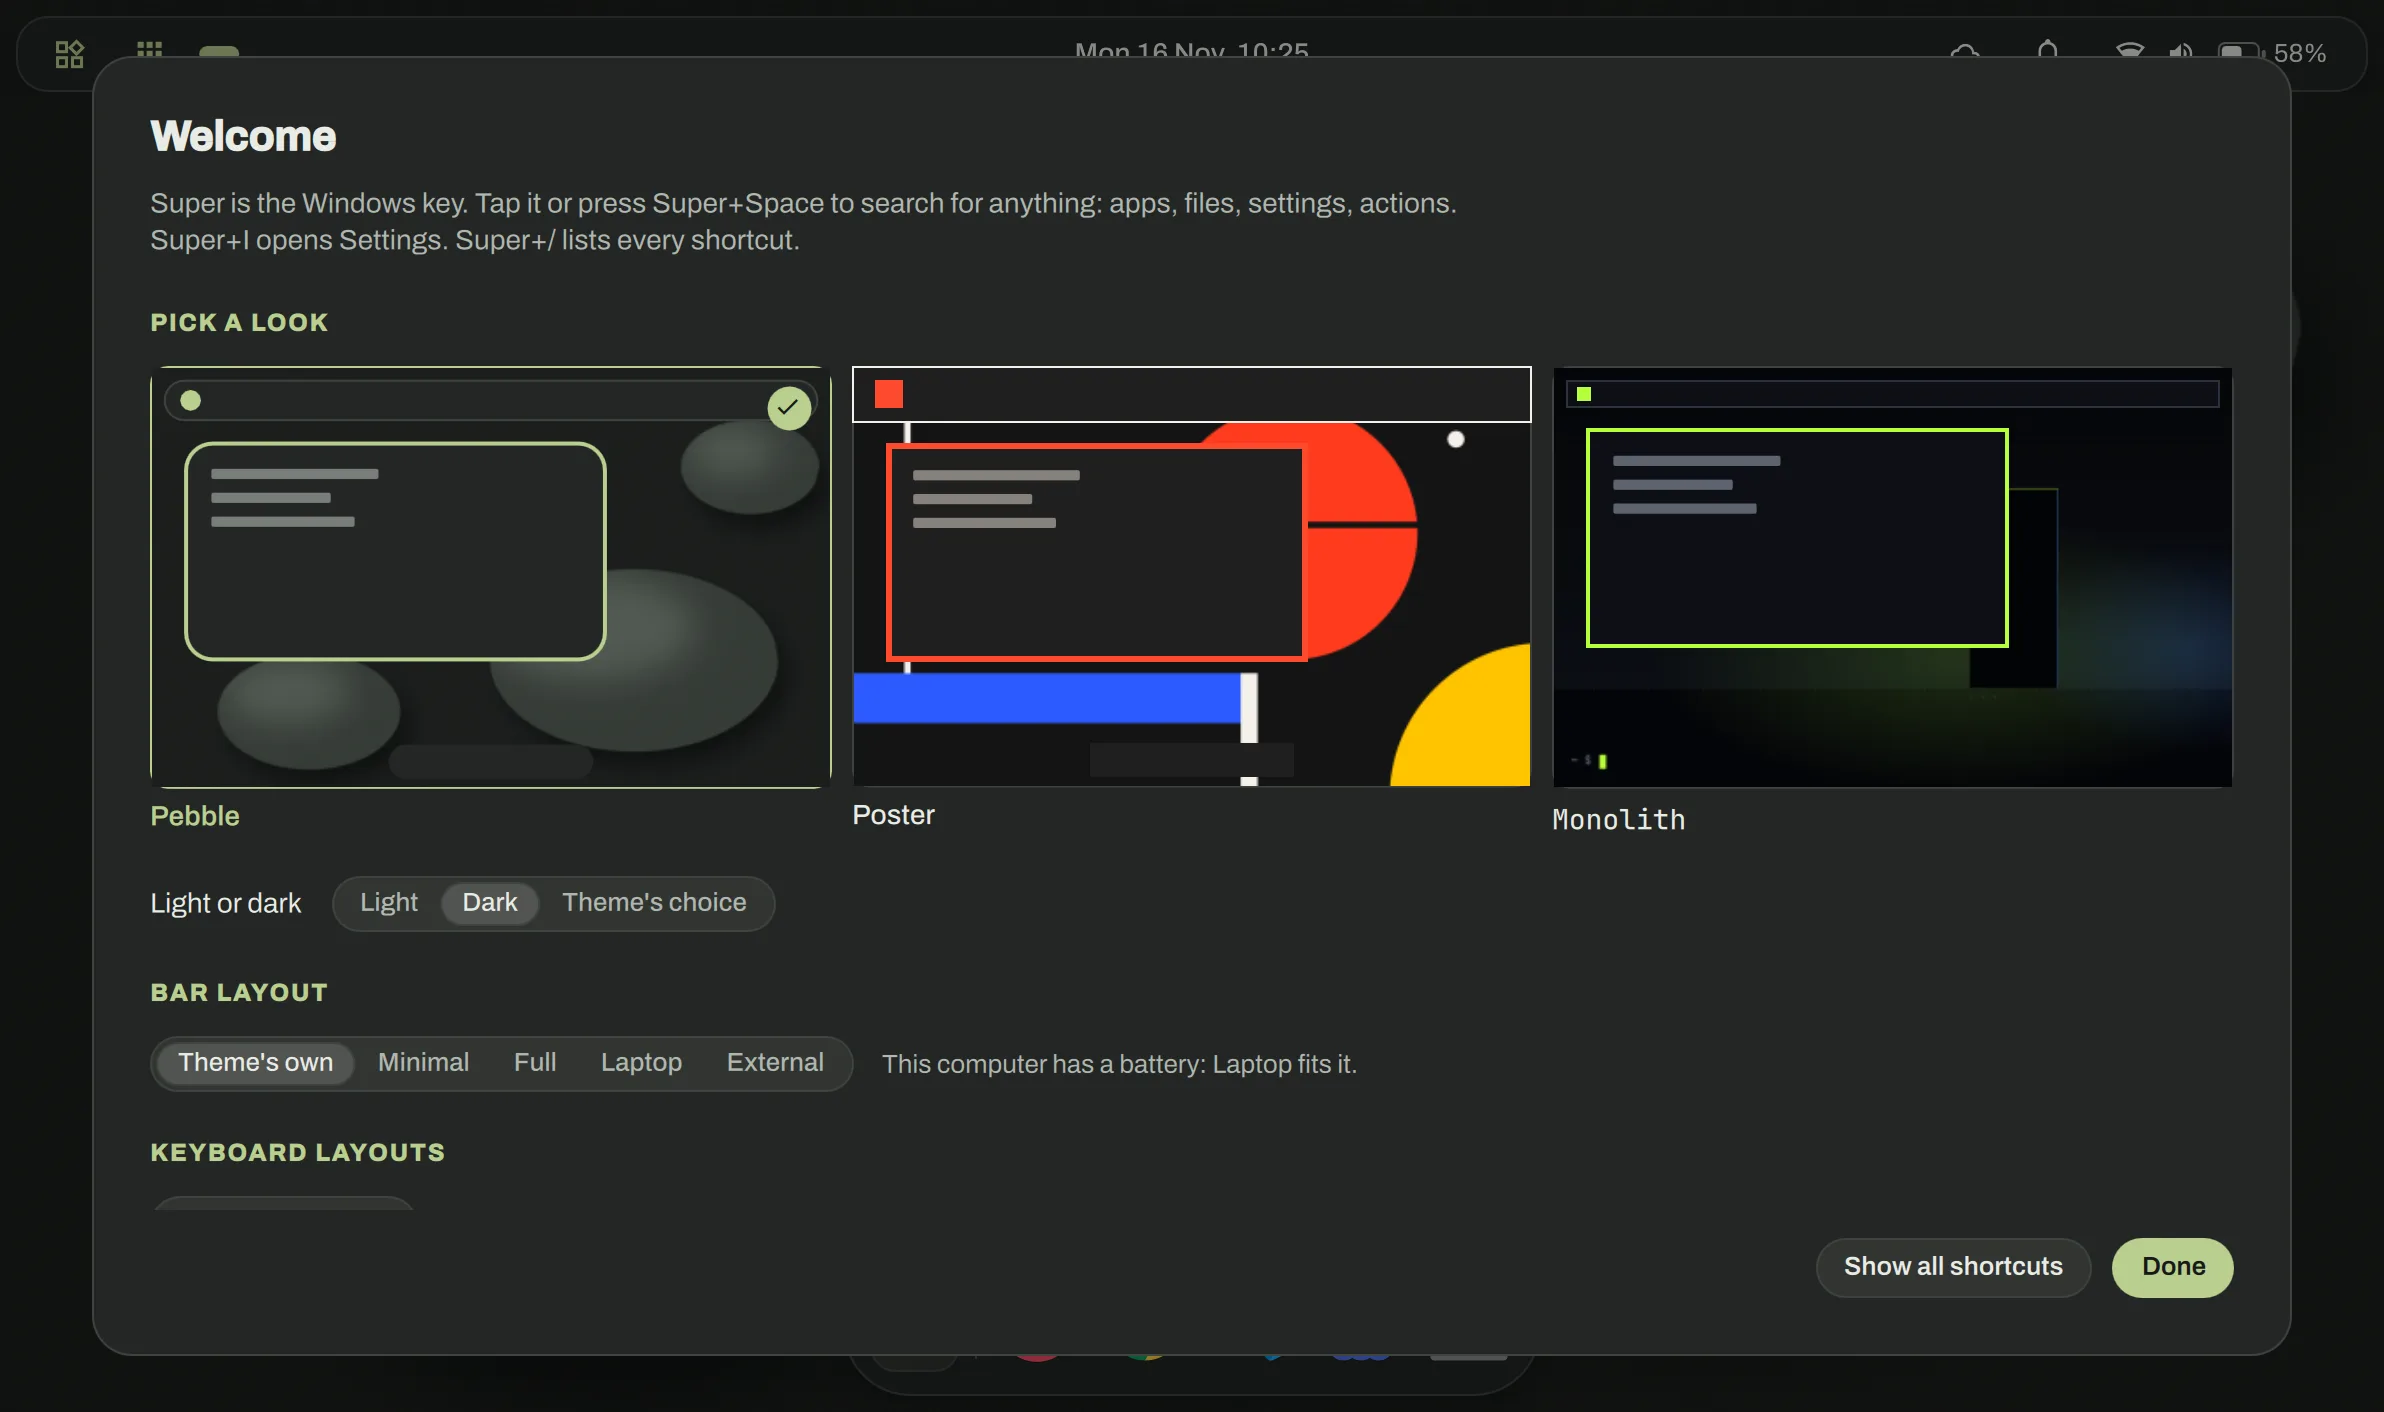 Mon 16 Nov 10:25
58%
Welcome
Super is the Windows key. Tap it or press Super+Space to search for anything: apps, files, settings, actions.
Super+I opens Settings. Super+/ lists every shortcut.
PICK A LOOK
~ $
Pebble
Poster
Monolith
Light or dark
Light
Dark
Theme's choice
BAR LAYOUT
Theme's own
Minimal
Full
Laptop
External
This computer has a battery: Laptop fits it.
KEYBOARD LAYOUTS
Show all shortcuts
Done